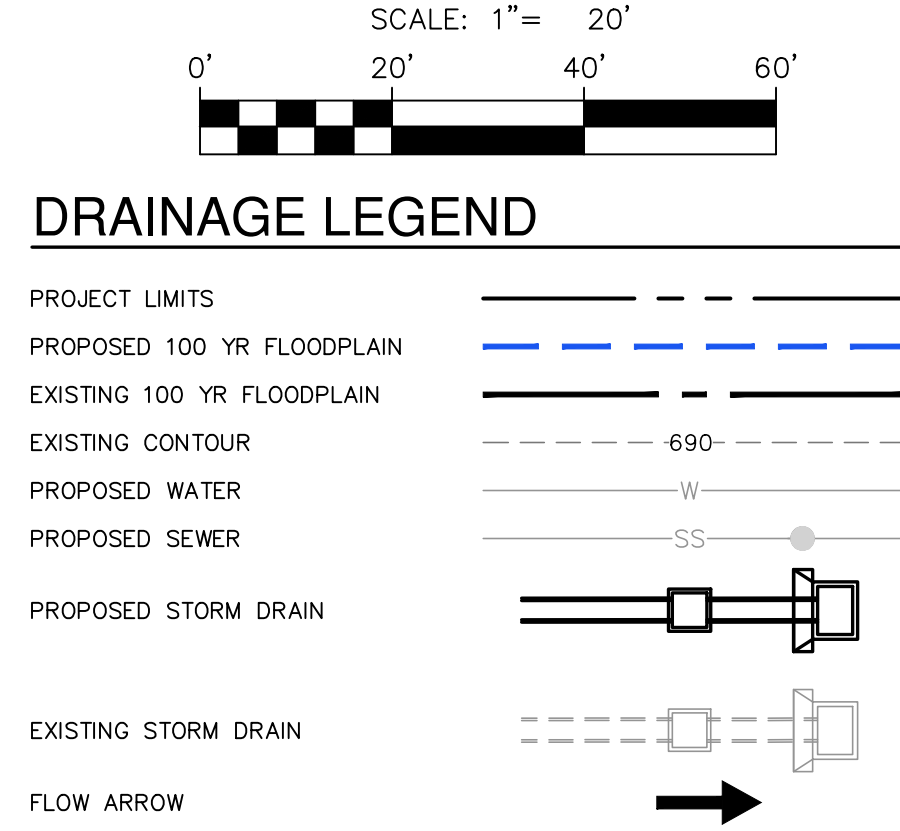 SCALE: 1"= 20'
0' 20' 40' 60'
DRAINAGE LEGEND
PROJECT LIMITS
PROPOSED 100 YR FLOODPLAIN
EXISTING 100 YR FLOODPLAIN
EXISTING CONTOUR 690
PROPOSED WATER W
PROPOSED SEWER SS
PROPOSED STORM DRAIN
EXISTING STORM DRAIN
FLOW ARROW